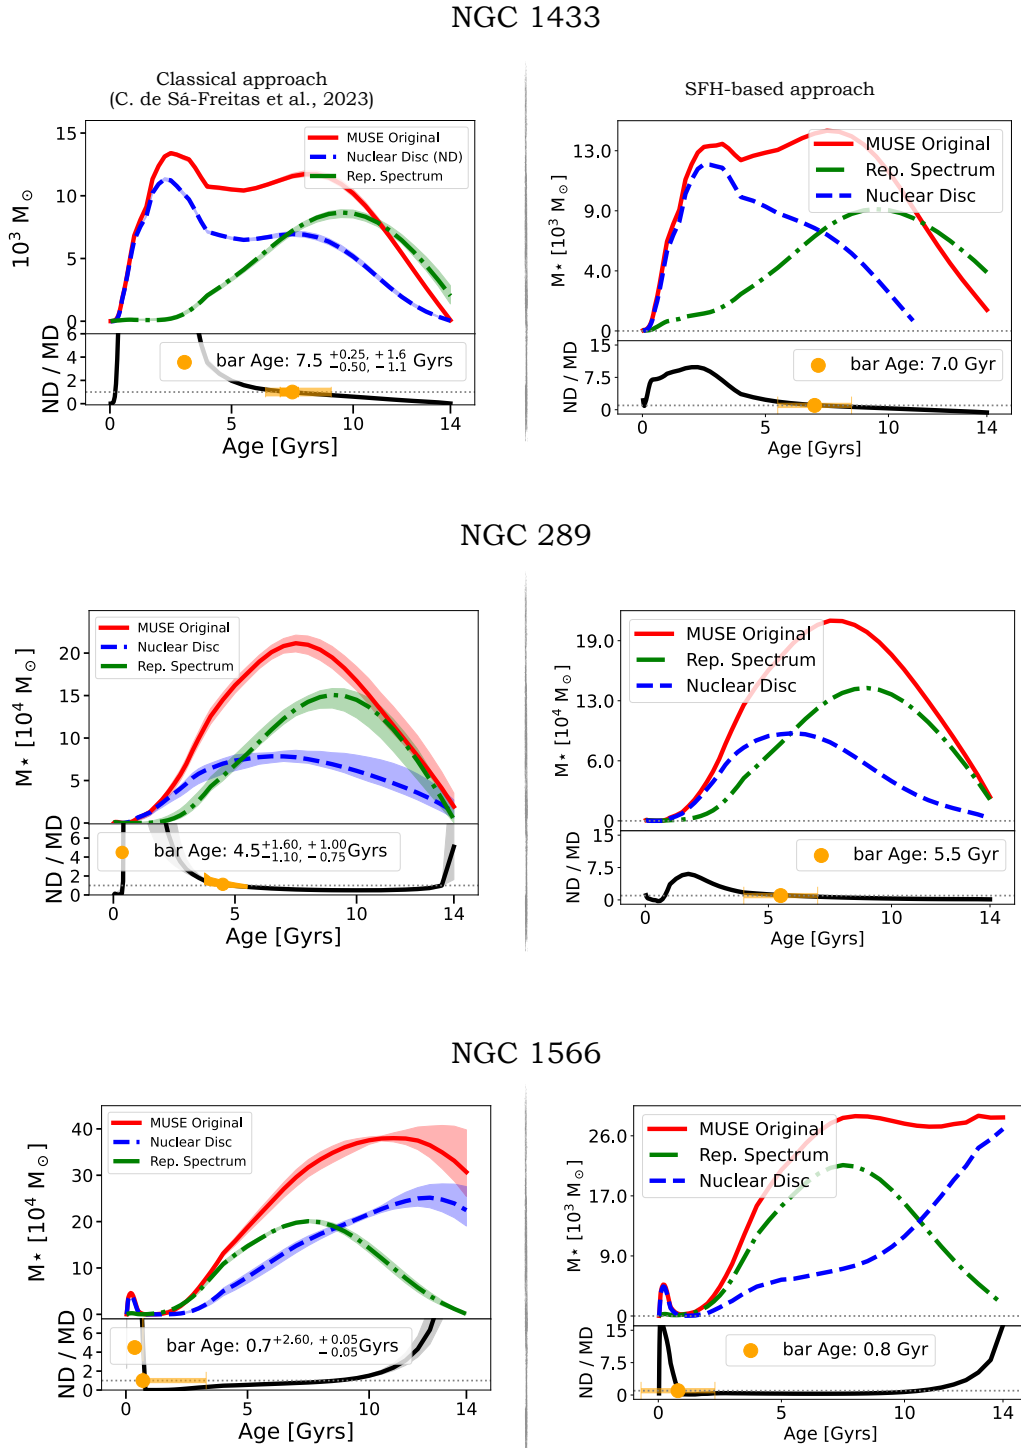 NGC 1433
Classical approach
(C. de Sá-Freitas et al., 2023)
SFH-based approach
15
10
5
0
10³ M⊙
MUSE Original
Nuclear Disc (ND)
Rep. Spectrum
6
4
2
0
ND / MD
bar Age: 7.5 +0.25, +1.6 −0.50, −1.1 Gyrs
0 5 10 14
Age [Gyrs]
13.0
9.0
4.0
0
M⋆ [10³ M⊙]
MUSE Original
Rep. Spectrum
Nuclear Disc
15
7.5
0
ND / MD
bar Age: 7.0 Gyr
0 5 10 14
Age [Gyrs]
NGC 289
20
15
10
5
0
M⋆ [10⁴ M⊙]
MUSE Original
Nuclear Disc
Rep. Spectrum
6
4
2
0
ND / MD
bar Age: 4.5 +1.60, +1.00 −1.10, −0.75 Gyrs
0 5 10 14
Age [Gyrs]
19.0
13.0
6.0
0
M⋆ [10⁴ M⊙]
MUSE Original
Rep. Spectrum
Nuclear Disc
15
7.5
0
ND / MD
bar Age: 5.5 Gyr
0 5 10 14
Age [Gyrs]
NGC 1566
40
30
20
10
0
M⋆ [10⁴ M⊙]
MUSE Original
Nuclear Disc
Rep. Spectrum
6
4
2
0
ND / MD
bar Age: 0.7 +2.60, +0.05 −0.05 Gyrs
0 5 10 14
Age [Gyrs]
26.0
17.0
9.0
0
M⋆ [10³ M⊙]
MUSE Original
Rep. Spectrum
Nuclear Disc
15
7.5
0
ND / MD
bar Age: 0.8 Gyr
0 5 10 14
Age [Gyrs]